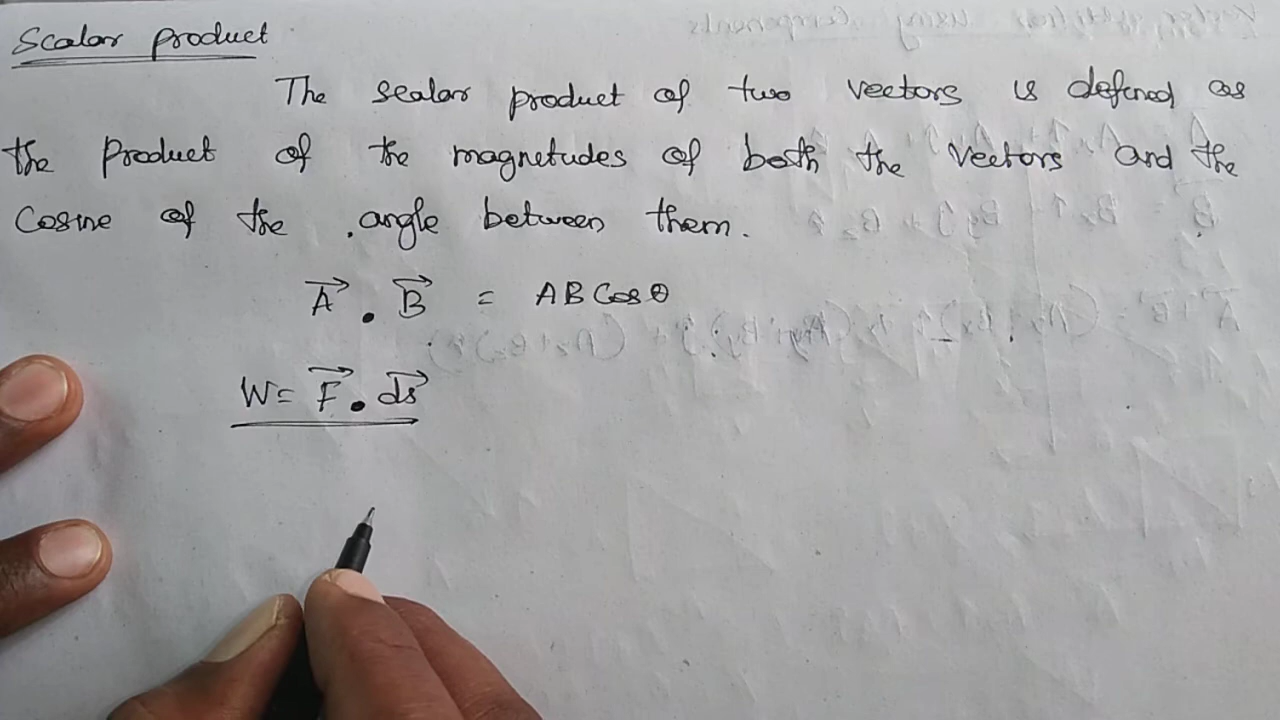 Scalar product
The scalar product of two vectors is defined as
the product of the magnetudes of both the vectors and the
Cosine of the angle between them.
A⃗ . B⃗ = AB Cos θ
W = F⃗ . ds⃗